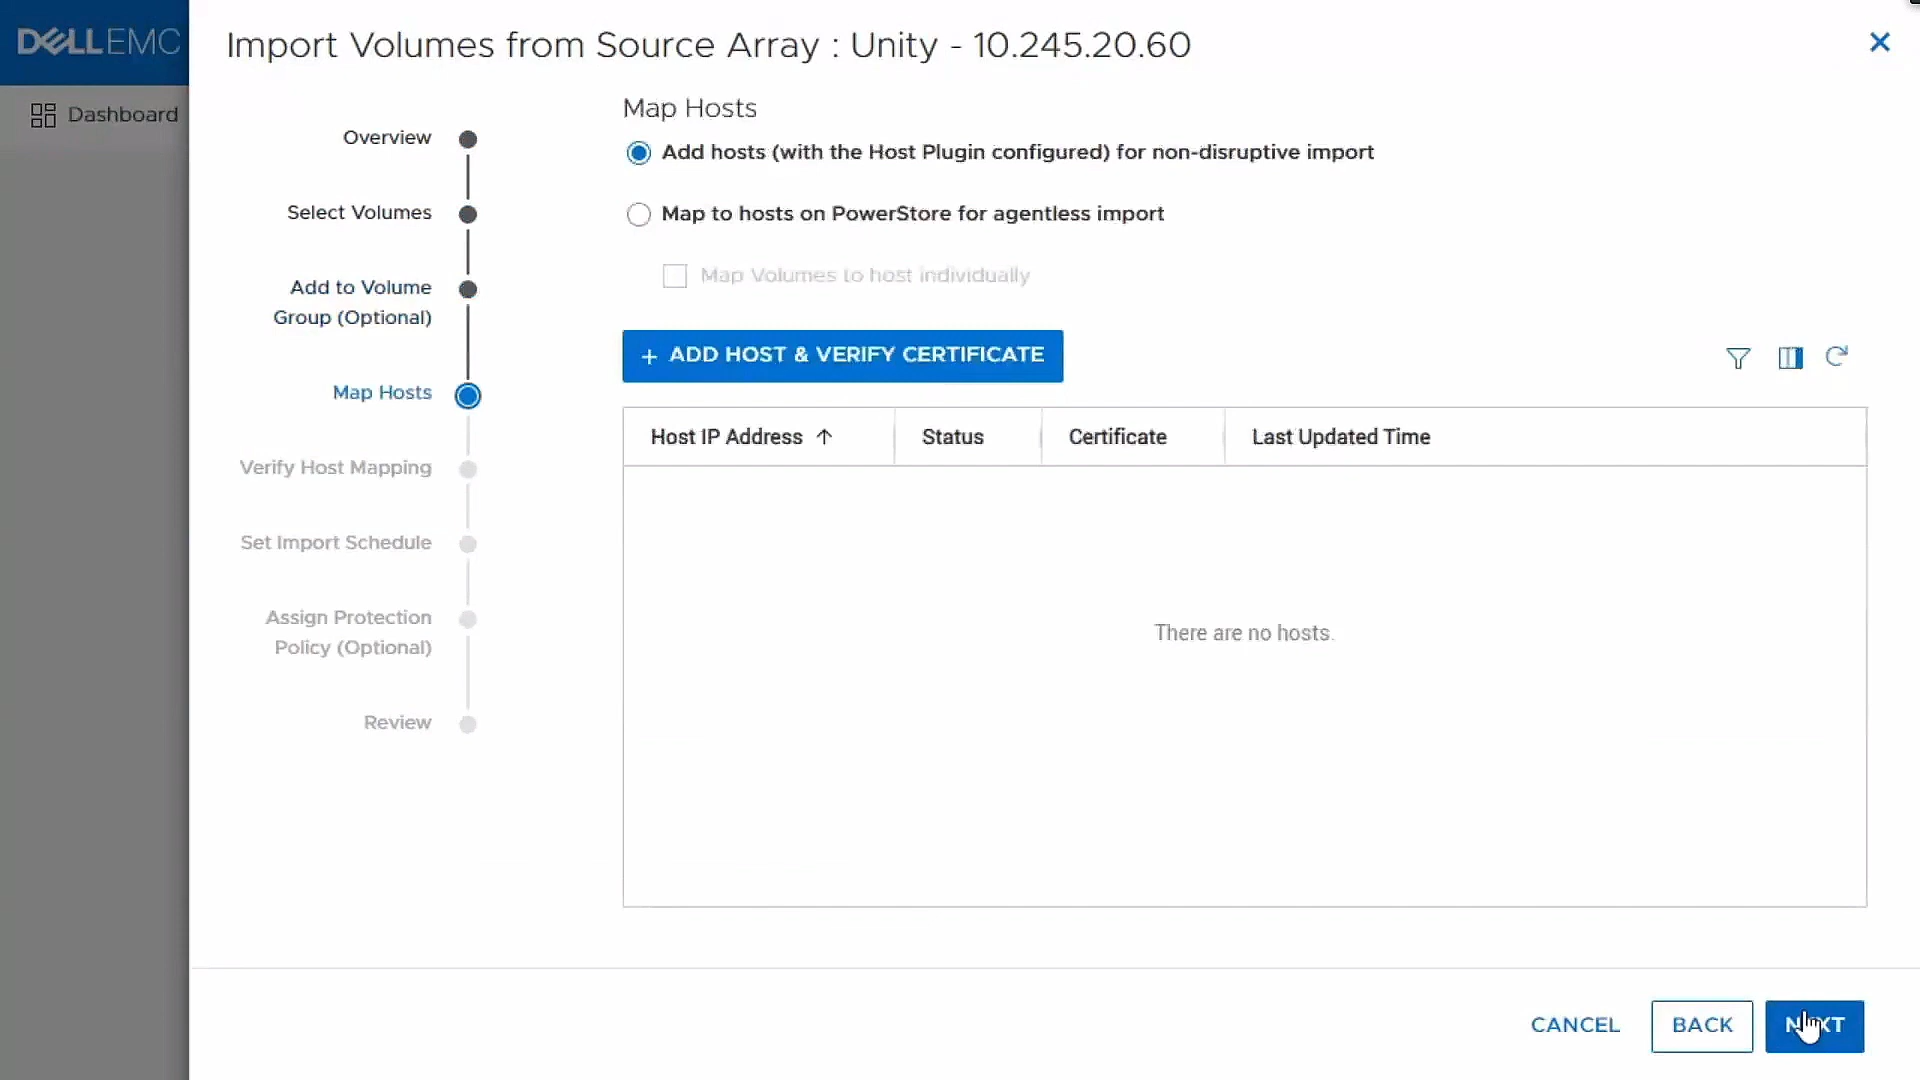 DELLEMC
Import Volumes from Source Array : Unity - 10.245.20.60
Dashboard
Overview
Select Volumes
Add to Volume
Group (Optional)
Map Hosts
Verify Host Mapping
Set Import Schedule
Assign Protection
Policy (Optional)
Review
Map Hosts
Add hosts (with the Host Plugin configured) for non-disruptive import
Map to hosts on PowerStore for agentless import
Map Volumes to host individually
+ ADD HOST & VERIFY CERTIFICATE
Host IP Address ↑ Status Certificate Last Updated Time
There are no hosts.
CANCEL BACK NEXT